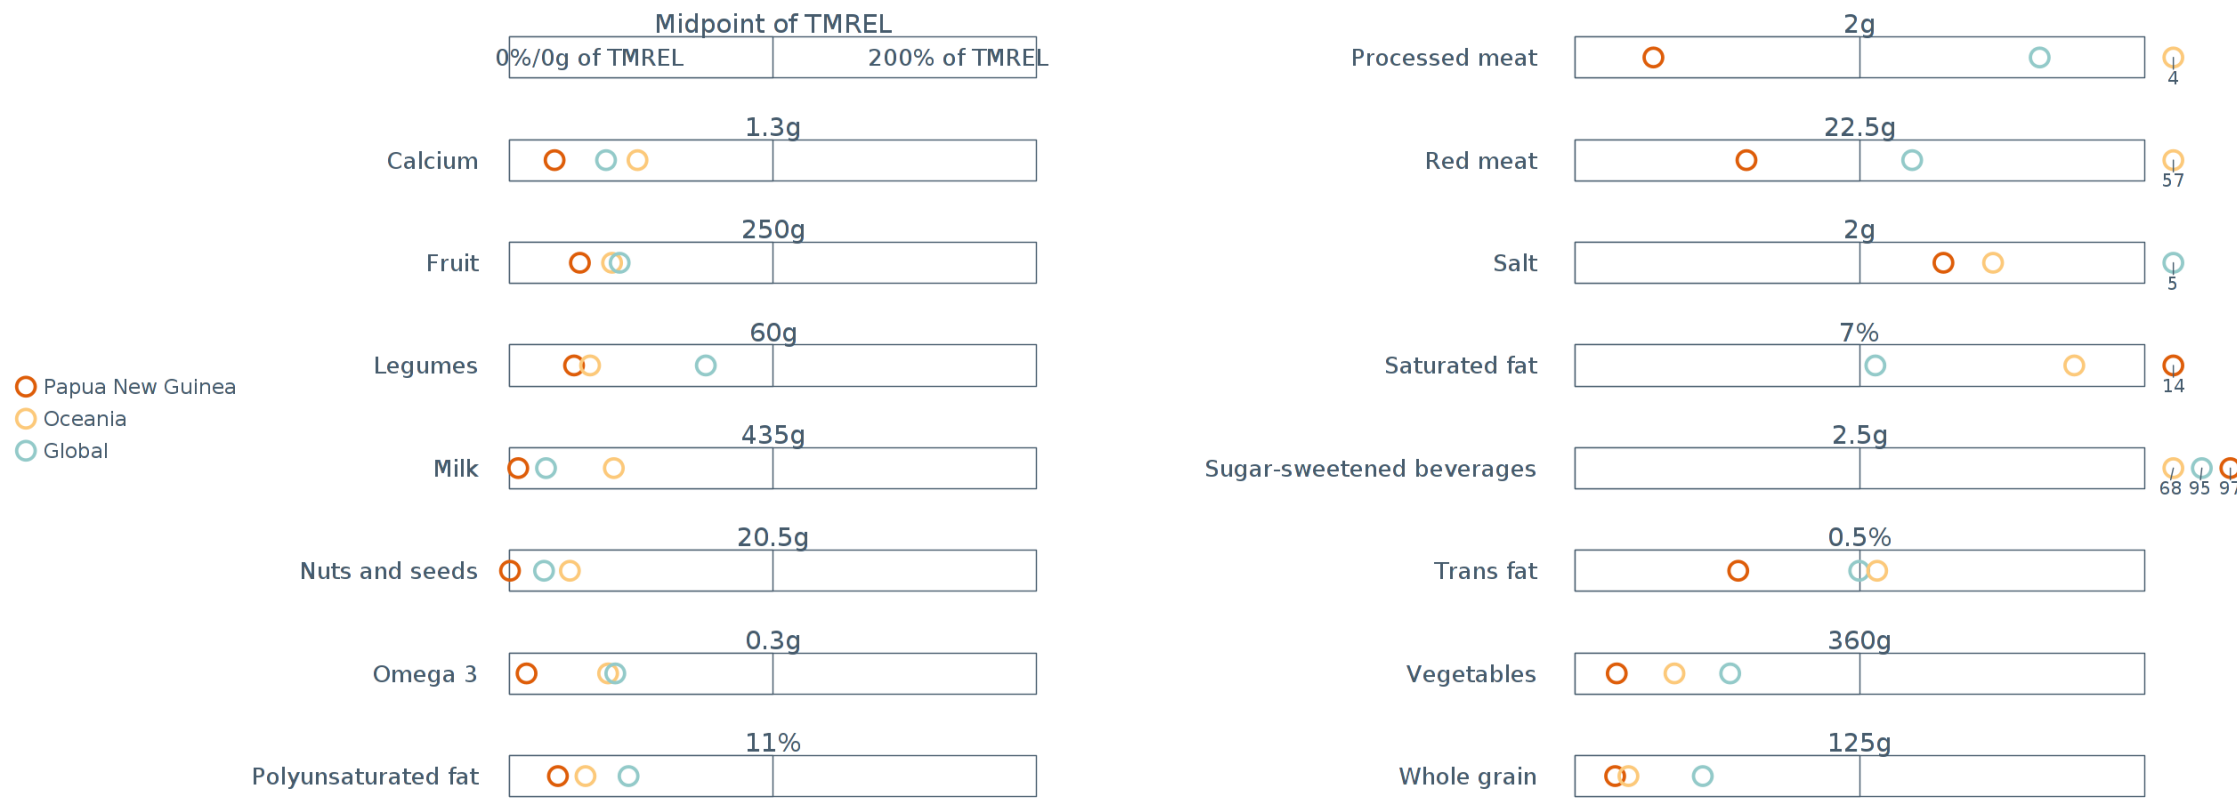 Midpoint of TMREL
0%/0g of TMREL
200% of TMREL
1.3g
Calcium
250g
Fruit
60g
Legumes
Papua New Guinea
Oceania
Global
435g
Milk
20.5g
Nuts and seeds
0.3g
Omega 3
11%
Polyunsaturated fat
2g
Processed meat
4
22.5g
Red meat
57
2g
Salt
5
7%
Saturated fat
14
2.5g
Sugar-sweetened beverages
68 95 97
0.5%
Trans fat
360g
Vegetables
125g
Whole grain